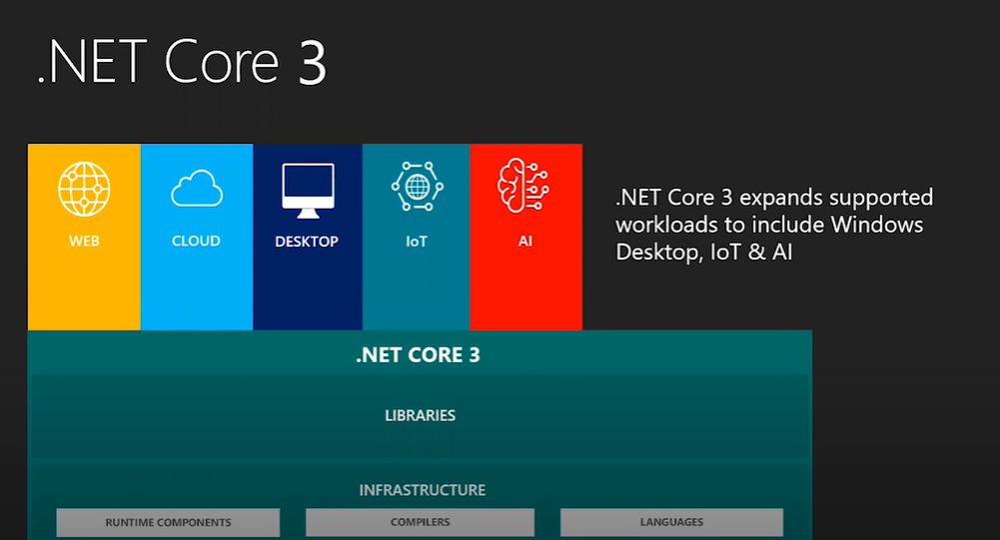 .NET Core 3
WEB
CLOUD
DESKTOP
IoT
AI
.NET Core 3 expands supported
workloads to include Windows
Desktop, IoT & AI
.NET CORE 3
LIBRARIES
INFRASTRUCTURE
RUNTIME COMPONENTS
COMPILERS
LANGUAGES